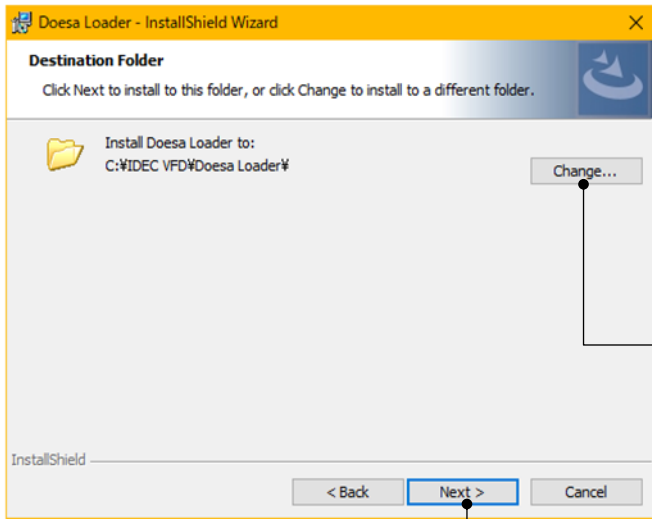 Doesa Loader - InstallShield Wizard
Destination Folder
Click Next to install to this folder, or click Change to install to a different folder.
Install Doesa Loader to:
C:¥IDEC VFD¥Doesa Loader¥
Change...
InstallShield
< Back
Next >
Cancel